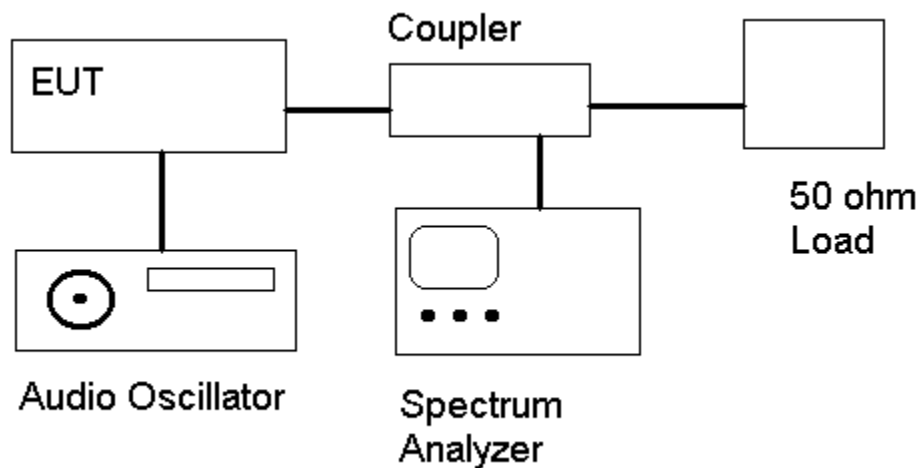 Coupler
EUT
50 ohm
Load
Audio Oscillator
Spectrum
Analyzer